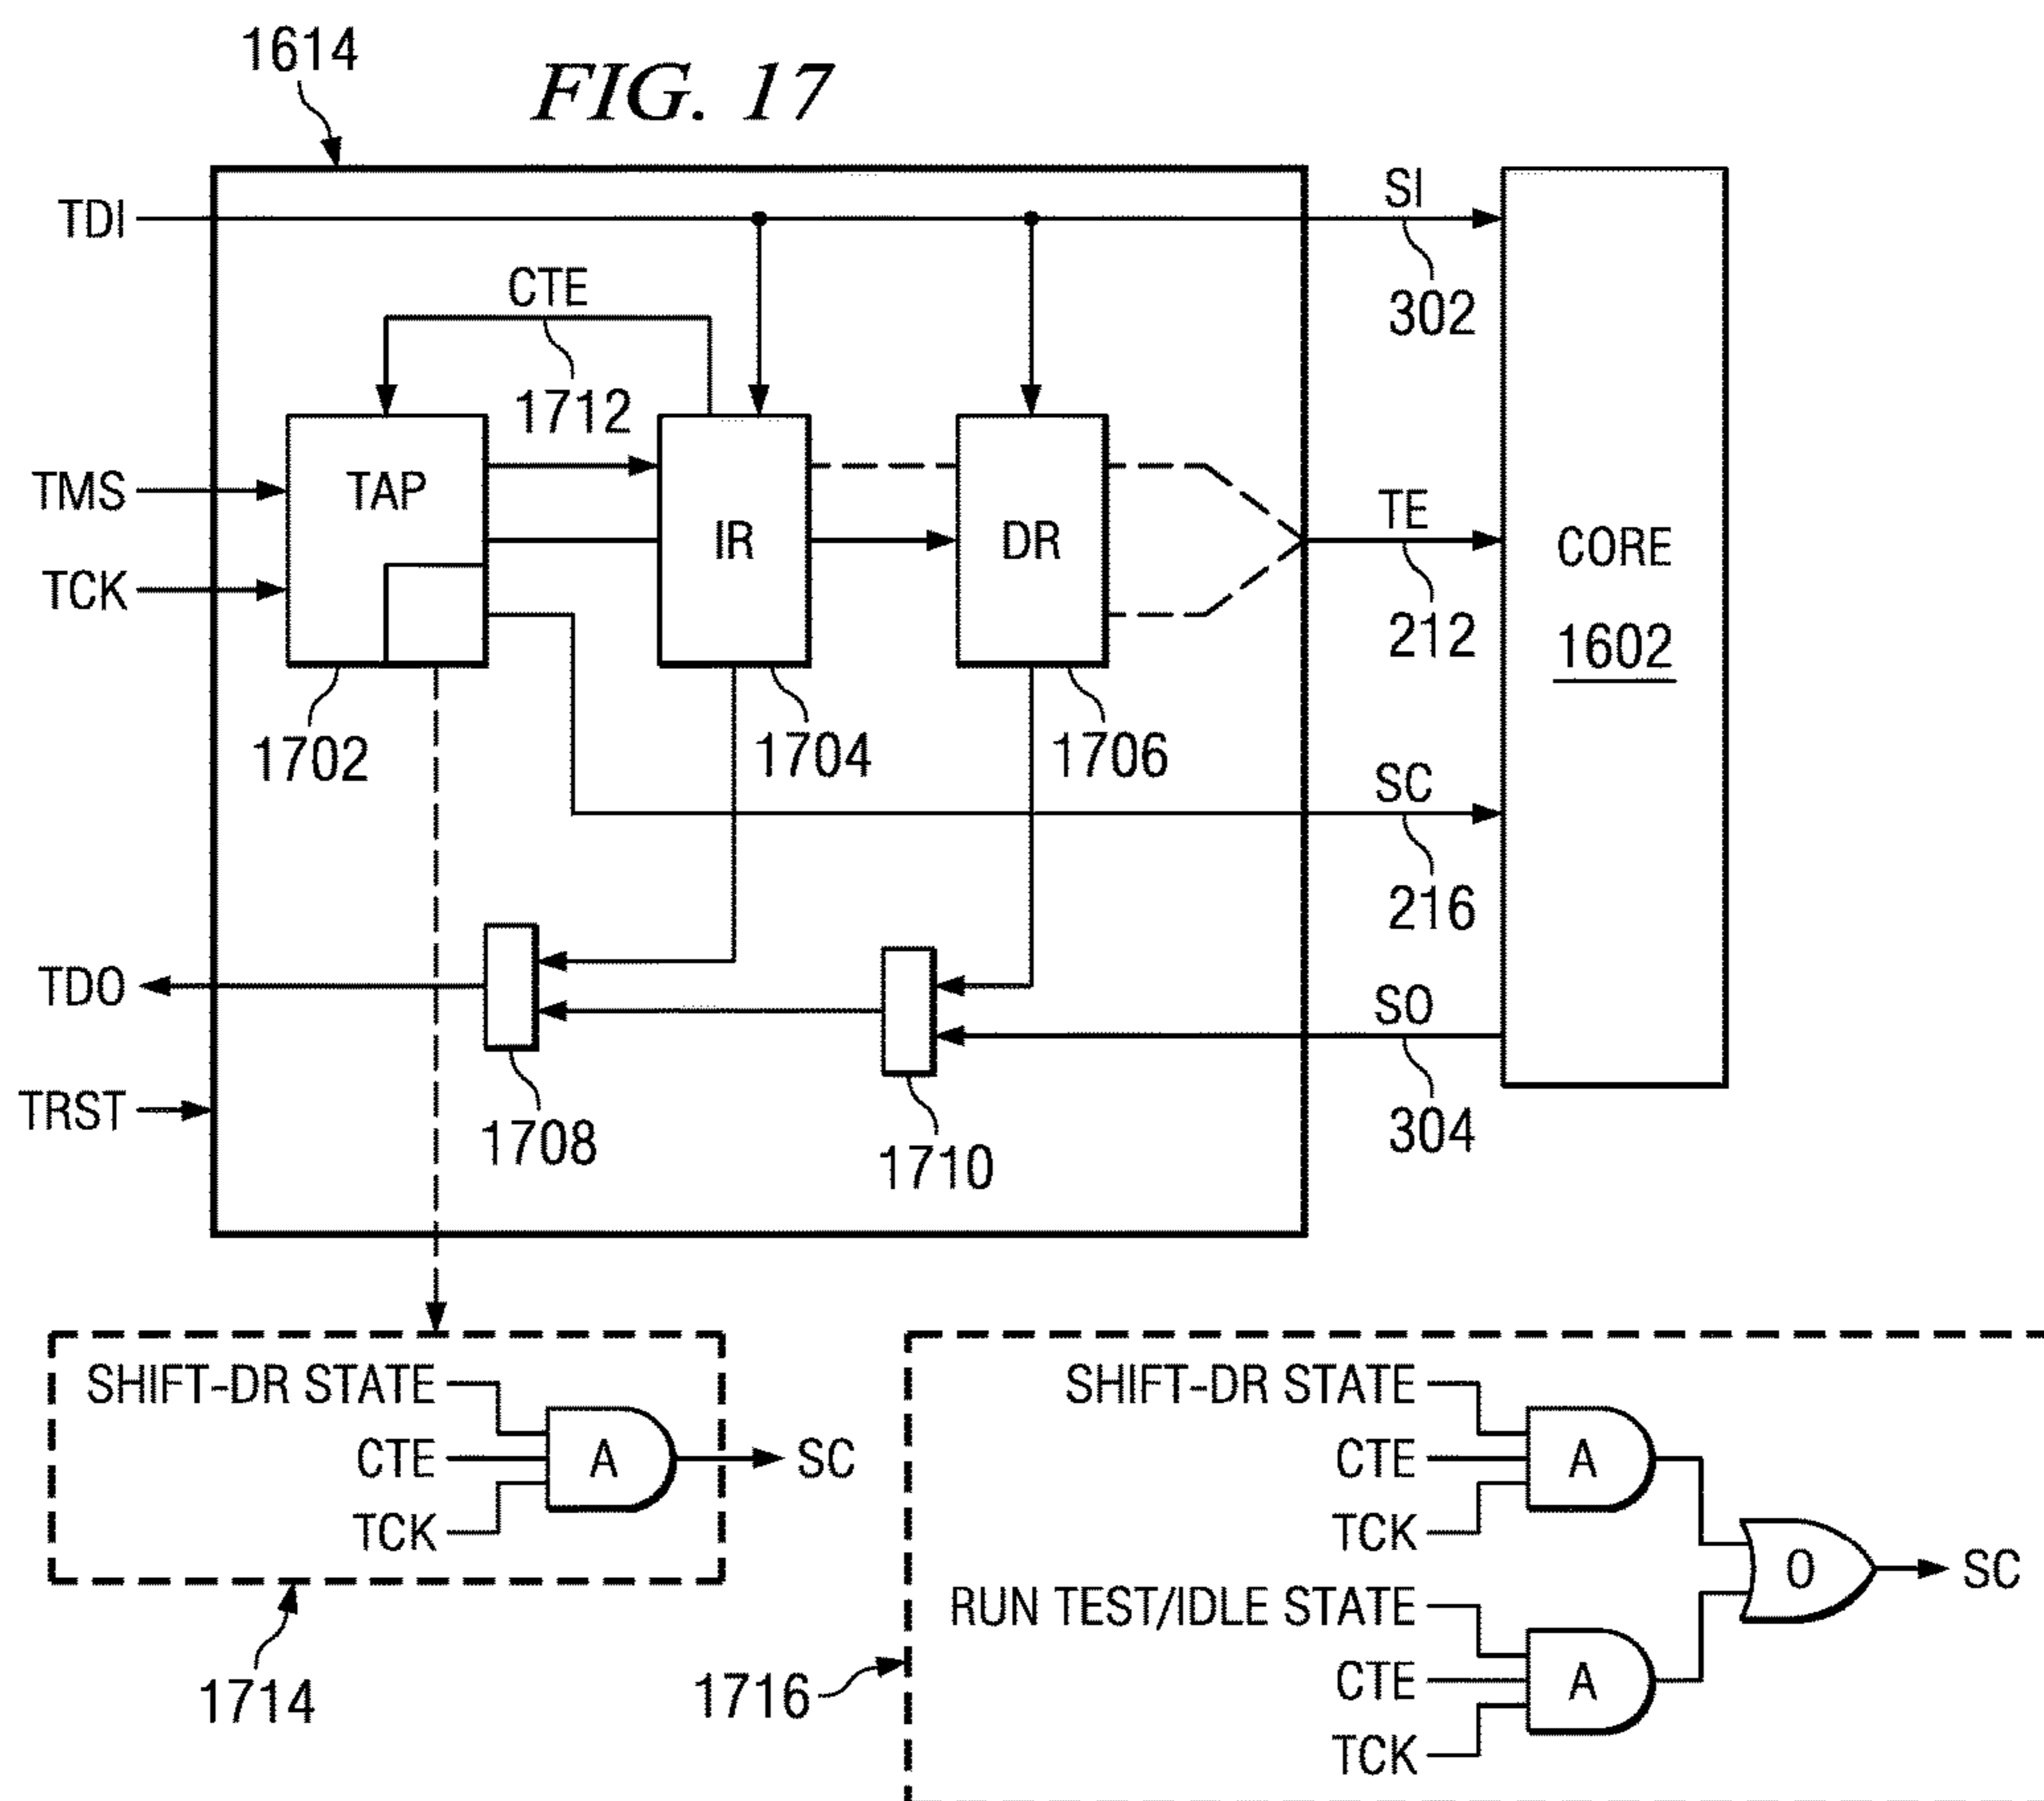 FIG. 17
1614
TDI
SI
302
CTE
1712
TMS
TAP
IR
DR
TE
CORE
1602
TCK
212
1702
1704
1706
SC
216
TDO
SO
304
TRST
1708
1710
SHIFT-DR STATE
CTE
TCK
A
SC
1714
SHIFT-DR STATE
CTE
TCK
A
O
SC
RUN TEST/IDLE STATE
CTE
TCK
A
1716